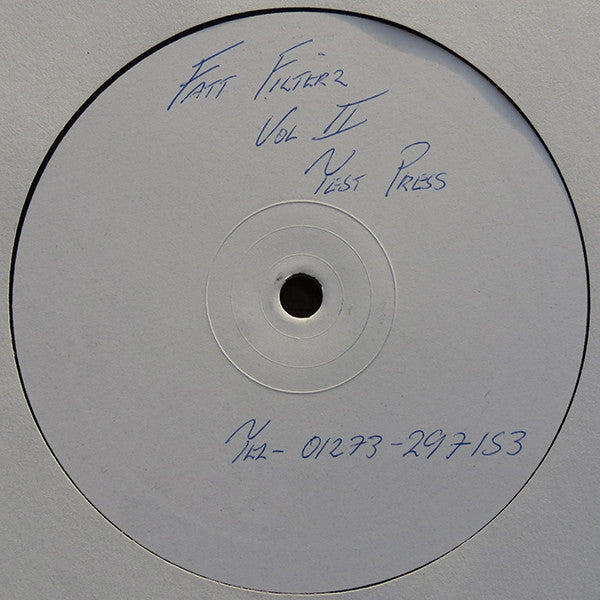 FATT FILTERZ
VOL II
TEST PRESS
TEL- 01273-297153